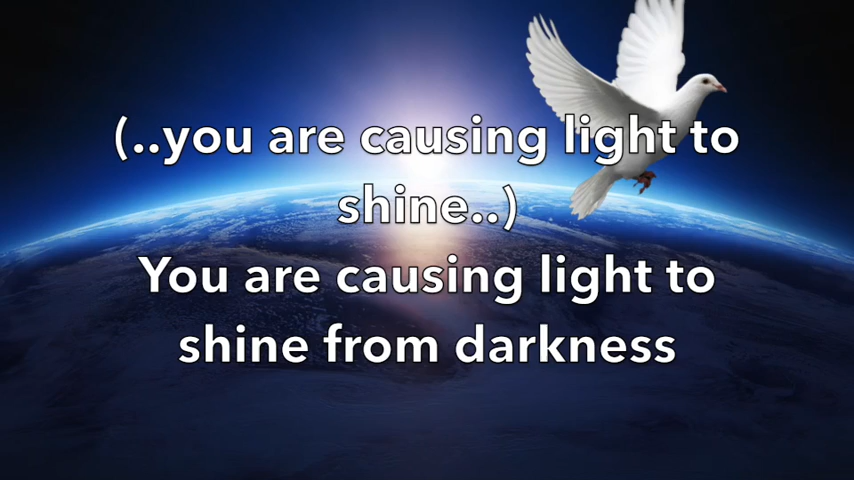 (..you are causing light to
shine..)
You are causing light to
shine from darkness